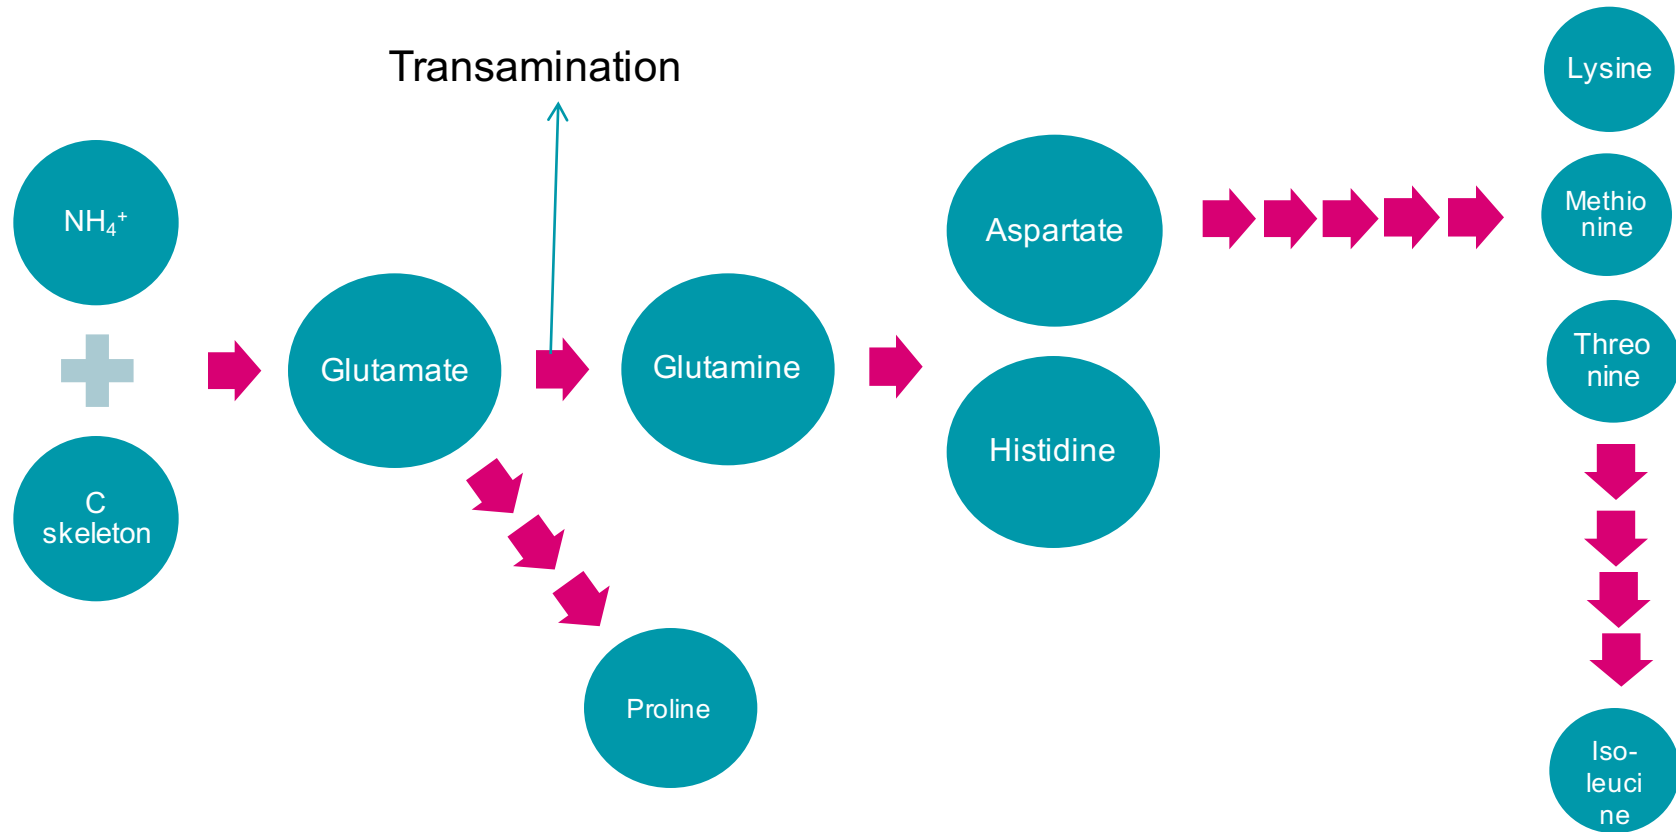 Transamination
NH₄⁺
C
skeleton
Glutamate
Glutamine
Proline
Aspartate
Histidine
Lysine
Methio
nine
Threo
nine
Iso-
leuci
ne